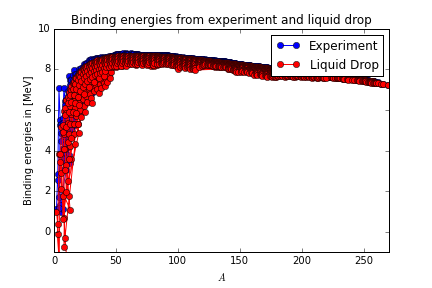 Binding energies from experiment and liquid drop
10
8
6
4
2
0
Binding energies in [MeV]
Experiment
Liquid Drop
0 50 100 150 200 250
A